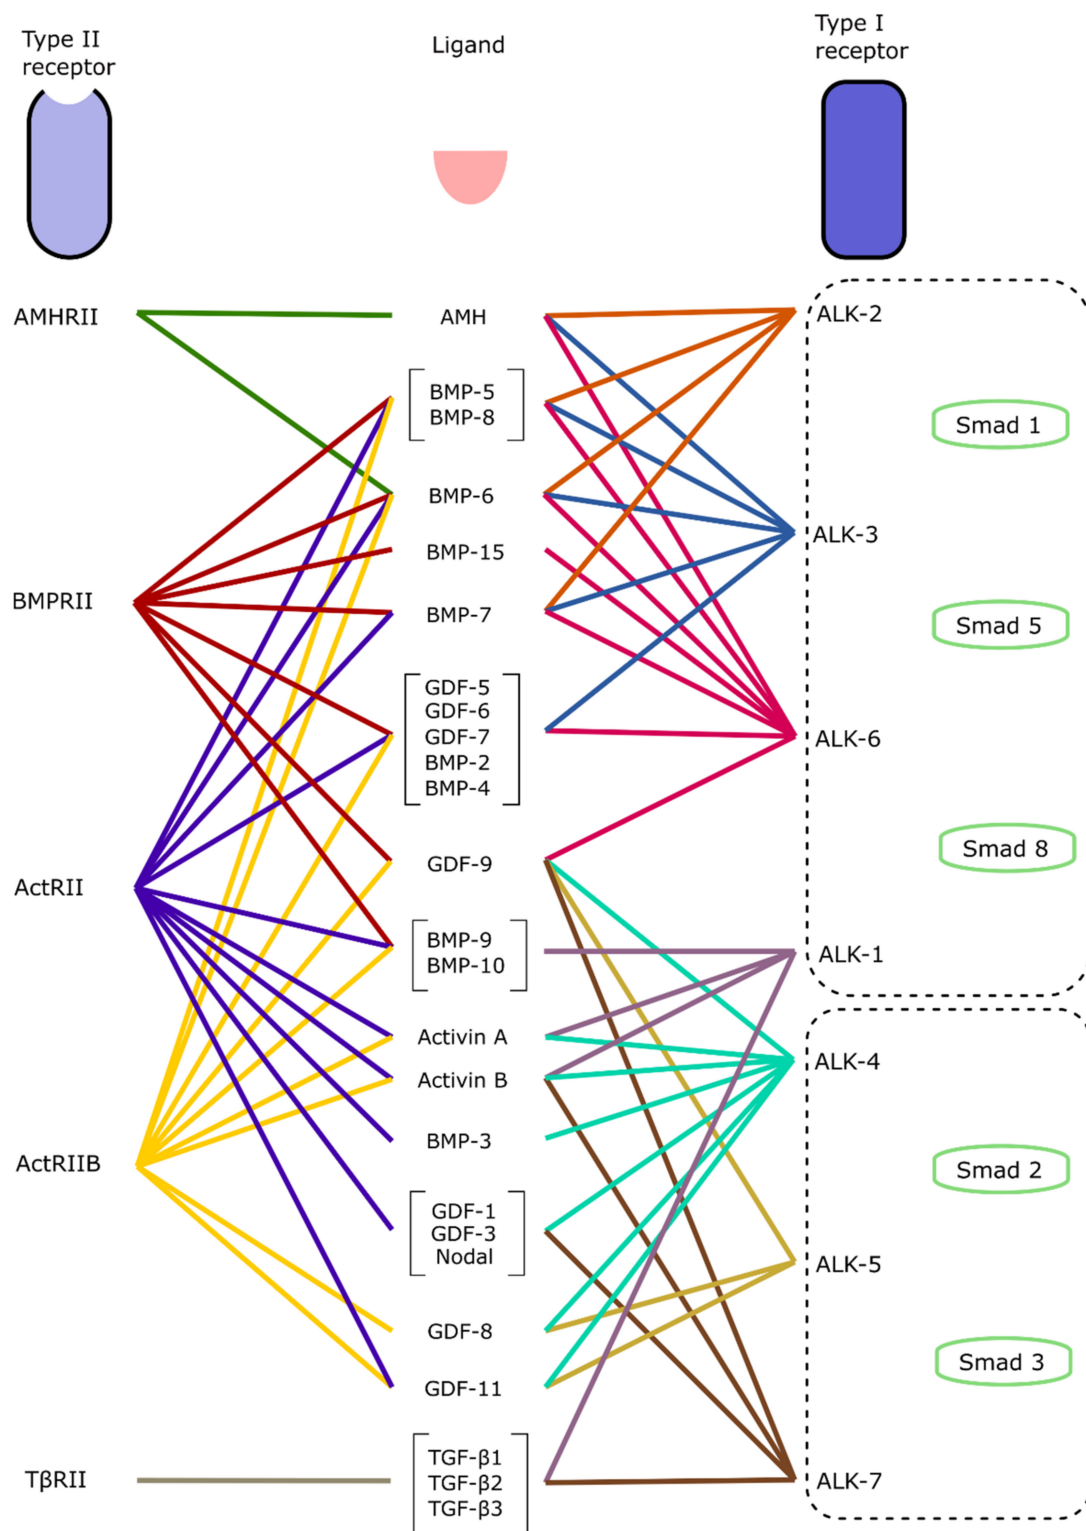 Type II
receptor
Ligand
Type I
receptor
AMHRII
BMPRII
ActRII
ActRIIB
TβRII
AMH
BMP-5
BMP-8
BMP-6
BMP-15
BMP-7
GDF-5
GDF-6
GDF-7
BMP-2
BMP-4
GDF-9
BMP-9
BMP-10
Activin A
Activin B
BMP-3
GDF-1
GDF-3
Nodal
GDF-8
GDF-11
TGF-β1
TGF-β2
TGF-β3
ALK-2
ALK-3
ALK-6
ALK-1
ALK-4
ALK-5
ALK-7
Smad 1
Smad 5
Smad 8
Smad 2
Smad 3